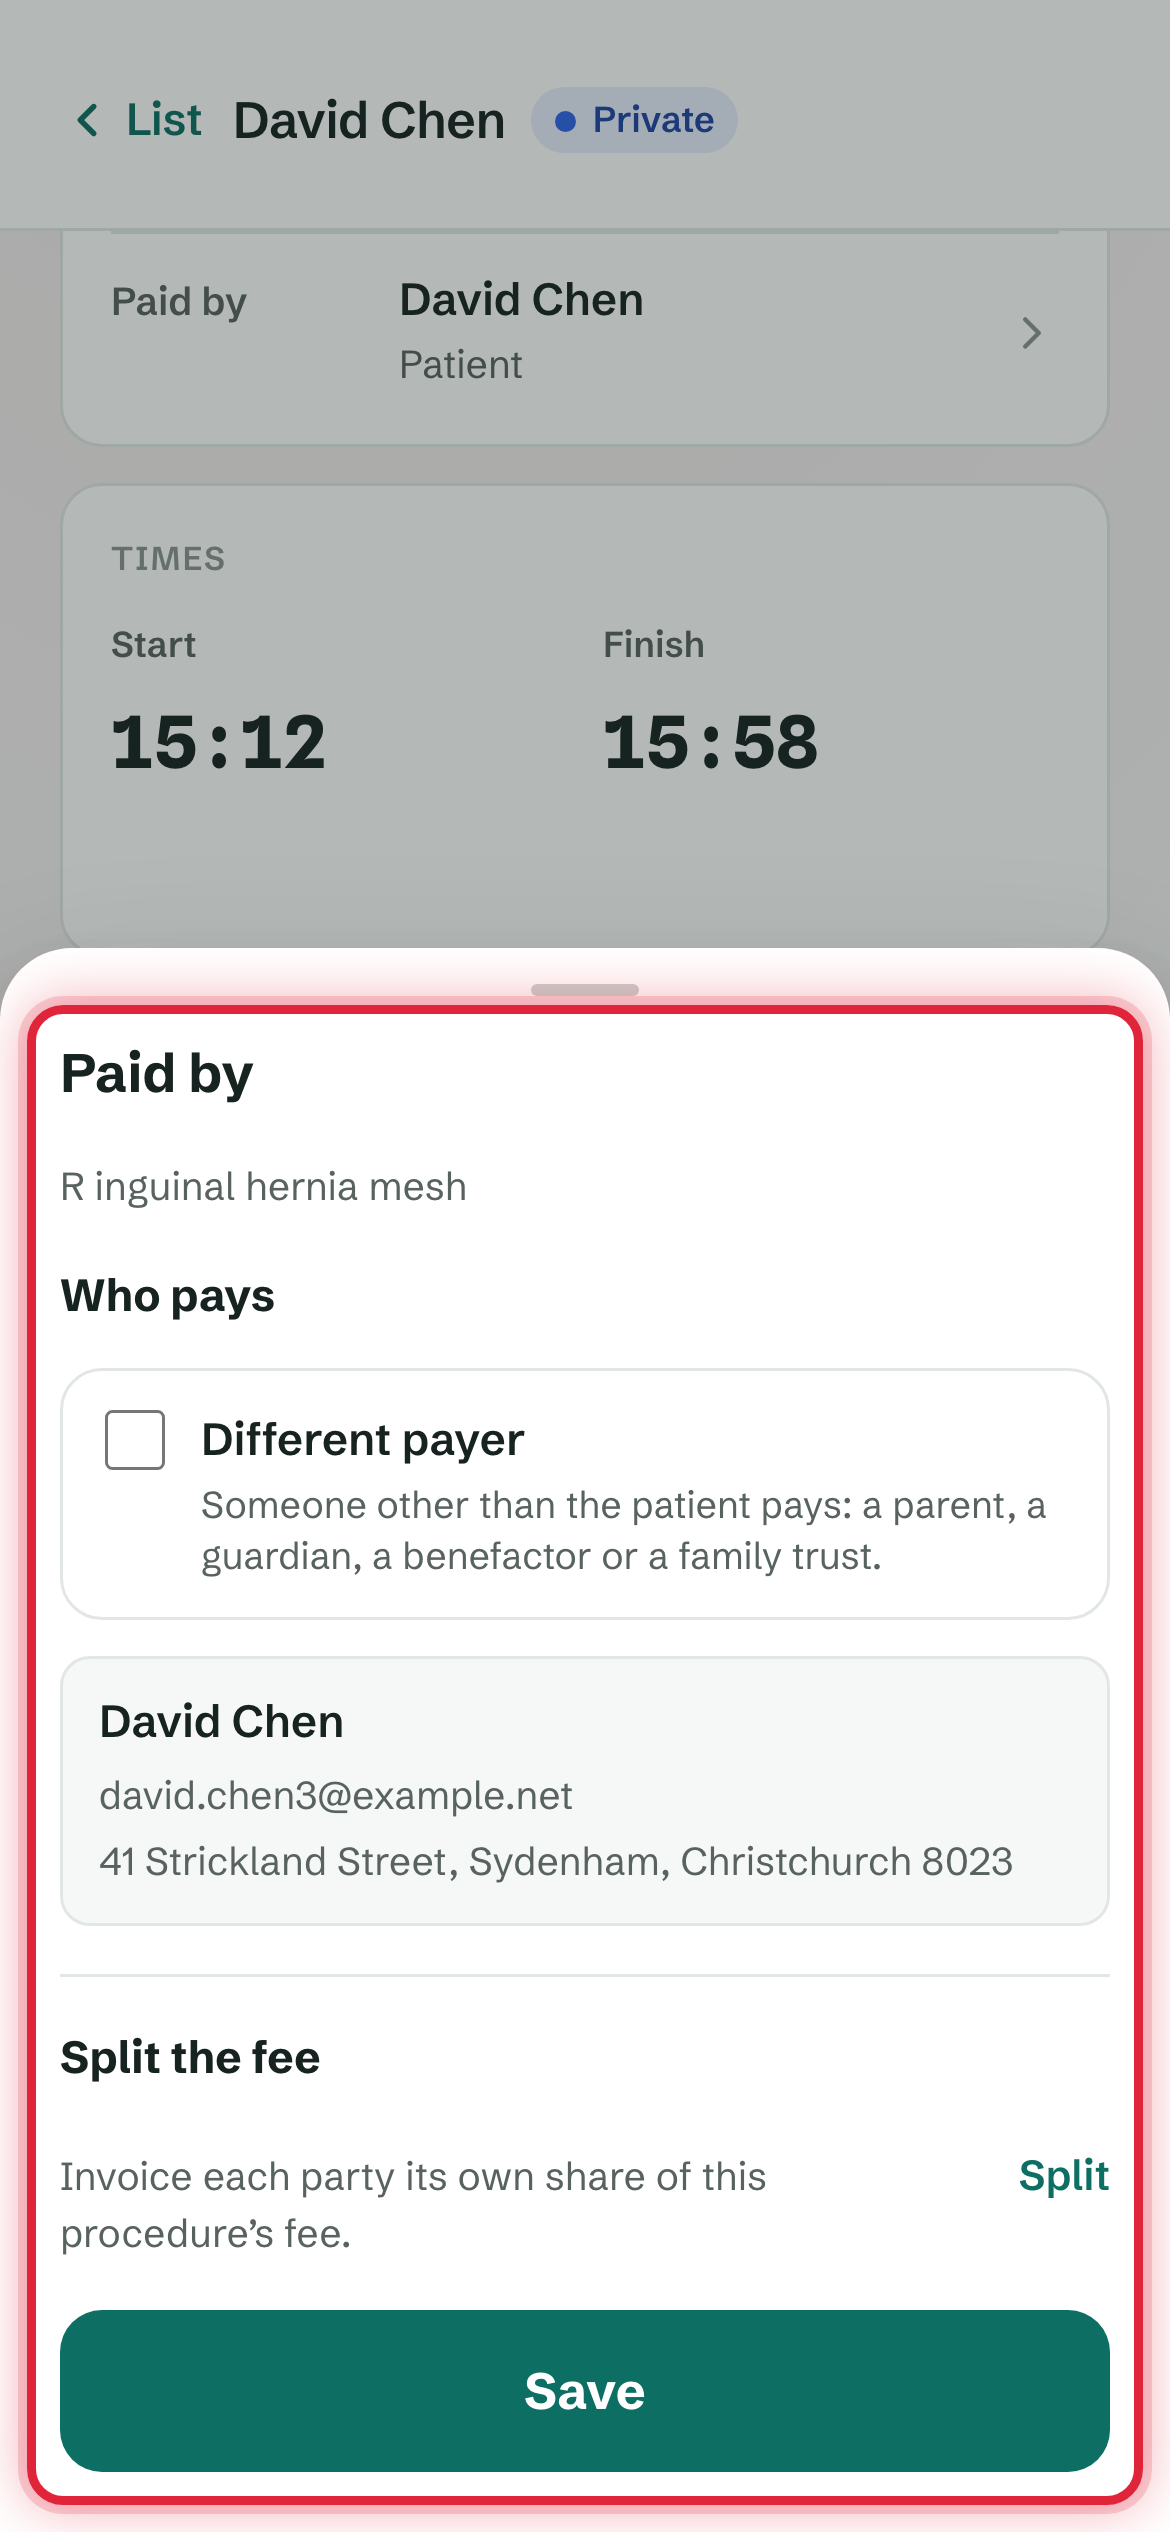 List David Chen Private
Paid by David Chen
Patient
TIMES
Start Finish
15:12 15:58
Paid by
R inguinal hernia mesh
Who pays
Different payer
Someone other than the patient pays: a parent, a
guardian, a benefactor or a family trust.
David Chen
david.chen3@example.net
41 Strickland Street, Sydenham, Christchurch 8023
Split the fee
Invoice each party its own share of this Split
procedure’s fee.
Save